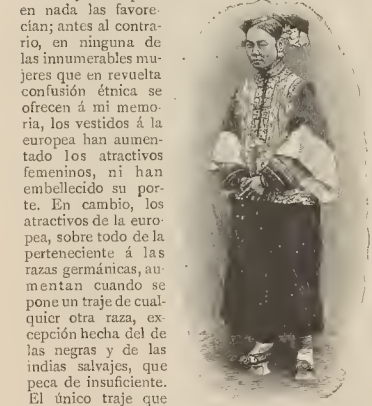 en nada las favore-
cían; antes al contra-
rio, en ninguna de
las innumerables mu-
jeres que en revuelta
confusión étnica se
ofrecen á mi memo-
ria, los vestidos á la
europea han aumen-
tado los atractivos
femeninos, ni han
embellecido su por-
te. En cambio, los
atractivos de la euro-
pea, sobre todo de la
perteneciente á las
razas germánicas, au-
mentan cuando se
pone un traje de cual-
quier otra raza, ex-
cepción hecha del de
las negras y de las
indias salvajes, que
peca de insuficiente.
El único traje que